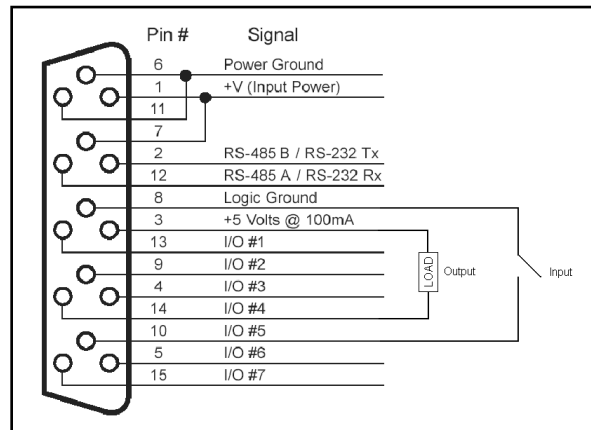 Pin # Signal
6 Power Ground
1 +V (Input Power)
11
7
2 RS-485 B / RS-232 Tx
12 RS-485 A / RS-232 Rx
8 Logic Ground
3 +5 Volts @ 100mA
13 I/O #1
9 I/O #2
4 I/O #3
14 I/O #4
10 I/O #5
5 I/O #6
15 I/O #7
LOAD Output
Input